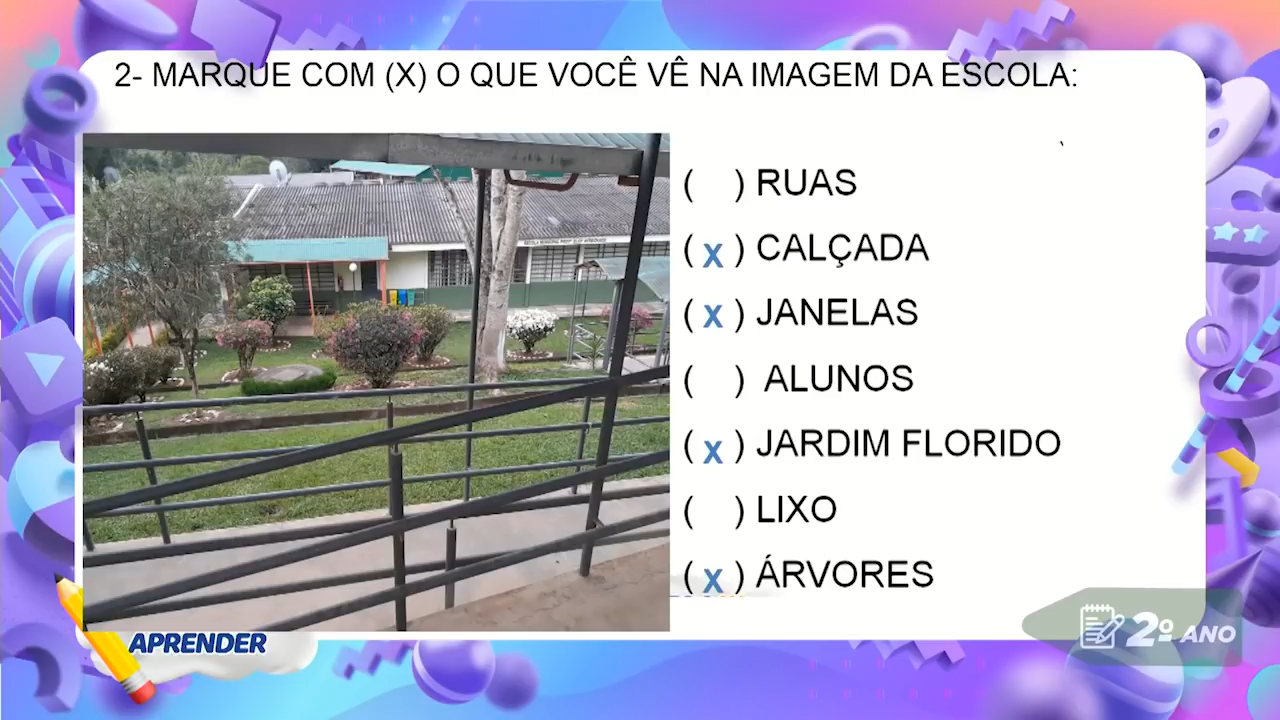 2- MARQUE COM (X) O QUE VOCÊ VÊ NA IMAGEM DA ESCOLA:
( ) RUAS
( x ) CALÇADA
( x ) JANELAS
( ) ALUNOS
( x ) JARDIM FLORIDO
( ) LIXO
( x ) ÁRVORES
APRENDER
2º ANO